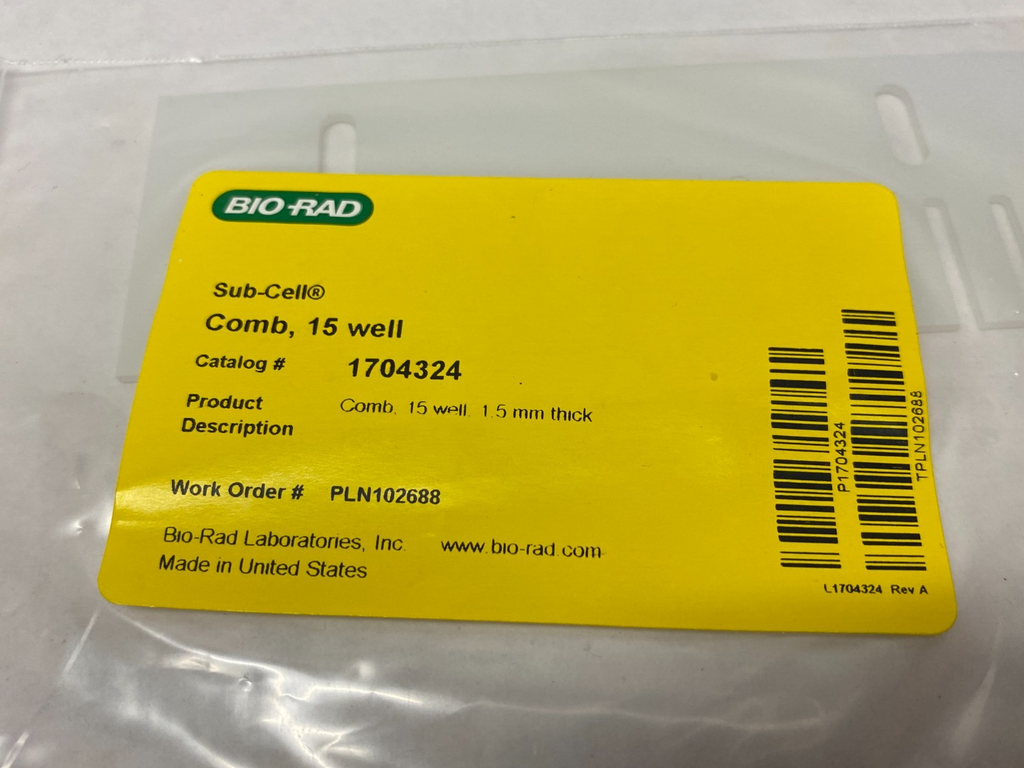 BIO-RAD
Sub-Cell®
Comb, 15 well
Catalog # 1704324
Product Description Comb, 15 well, 1.5 mm thick
Work Order # PLN102688
Bio-Rad Laboratories, Inc. www.bio-rad.com
Made in United States
P1704324
TPLN102688
L1704324 Rev A